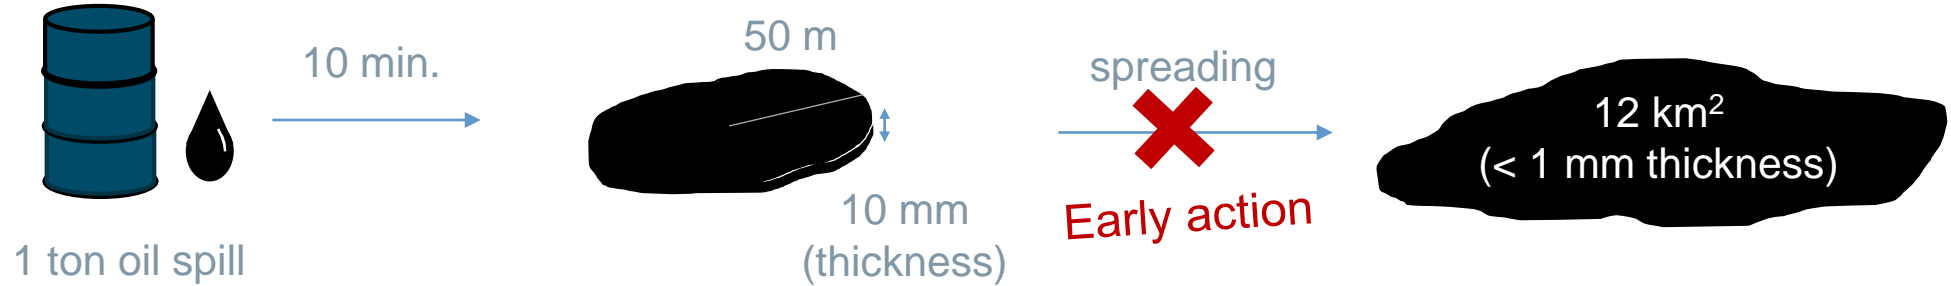 1 ton oil spill
10 min.
50 m
10 mm
(thickness)
spreading
Early action
12 km²
(< 1 mm thickness)